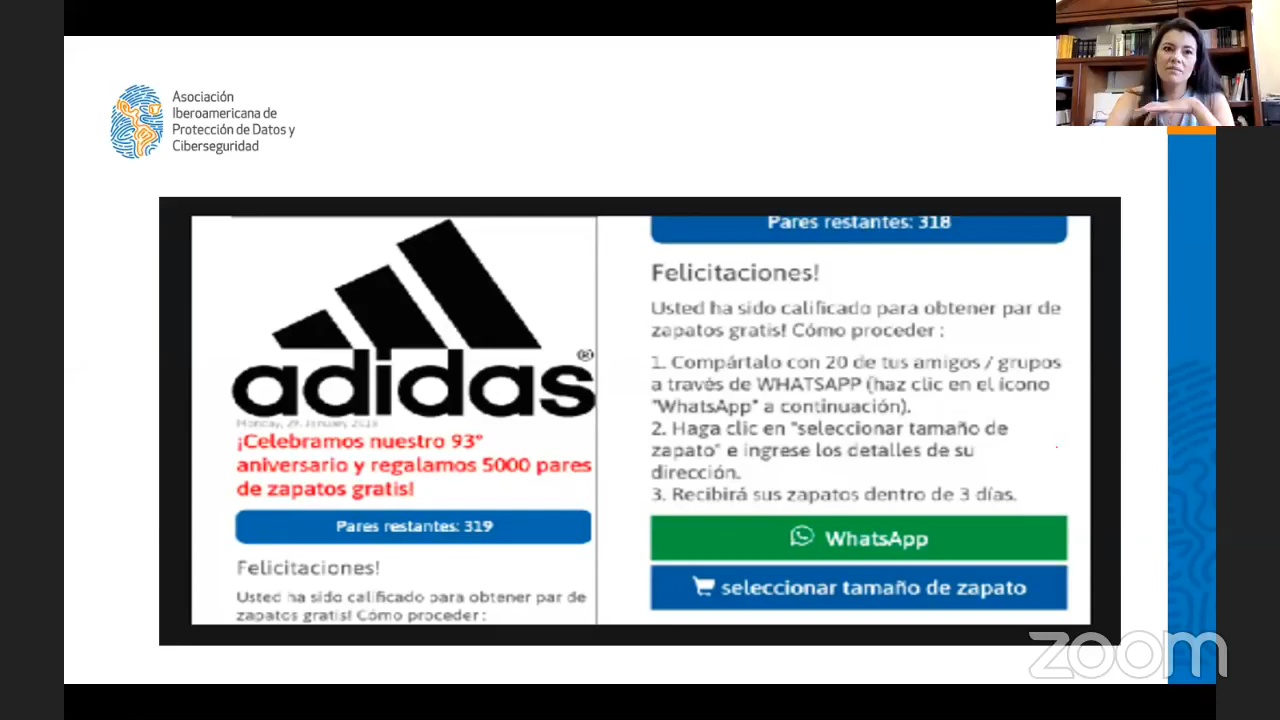 Asociación
Iberoamericana de
Protección de Datos y
Ciberseguridad
adidas®
Monday, 29. January, 2018
¡Celebramos nuestro 93°
aniversario y regalamos 5000 pares
de zapatos gratis!
Pares restantes: 319
Felicitaciones!
Usted ha sido calificado para obtener par de
zapatos gratis! Cómo proceder :
Pares restantes: 318
Felicitaciones!
Usted ha sido calificado para obtener par de
zapatos gratis! Cómo proceder :
1. Compártalo con 20 de tus amigos / grupos
a través de WHATSAPP (haz clic en el ícono
"WhatsApp" a continuación).
2. Haga clic en "seleccionar tamaño de
zapato" e ingrese los detalles de su
dirección.
3. Recibirá sus zapatos dentro de 3 días.
WhatsApp
seleccionar tamaño de zapato
zoom